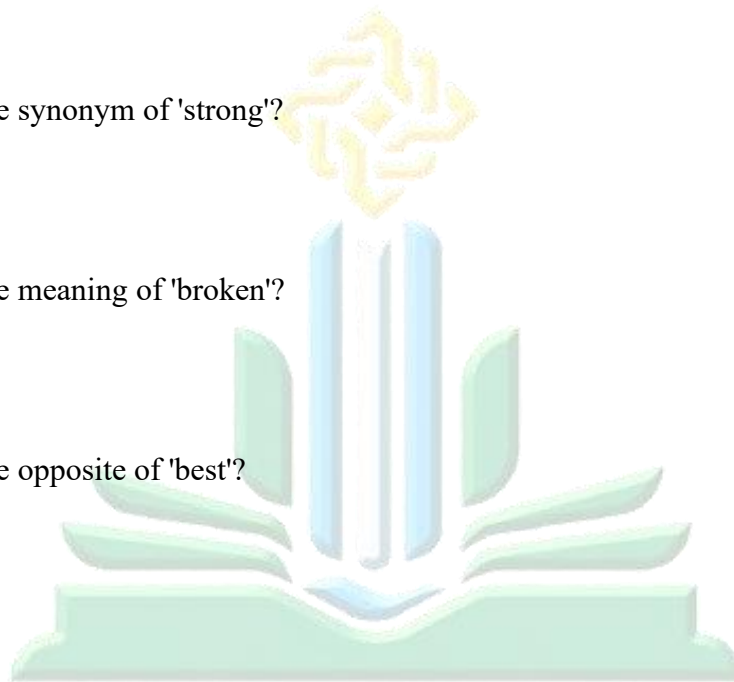 e synonym of 'strong'?
e meaning of 'broken'?
e opposite of 'best'?